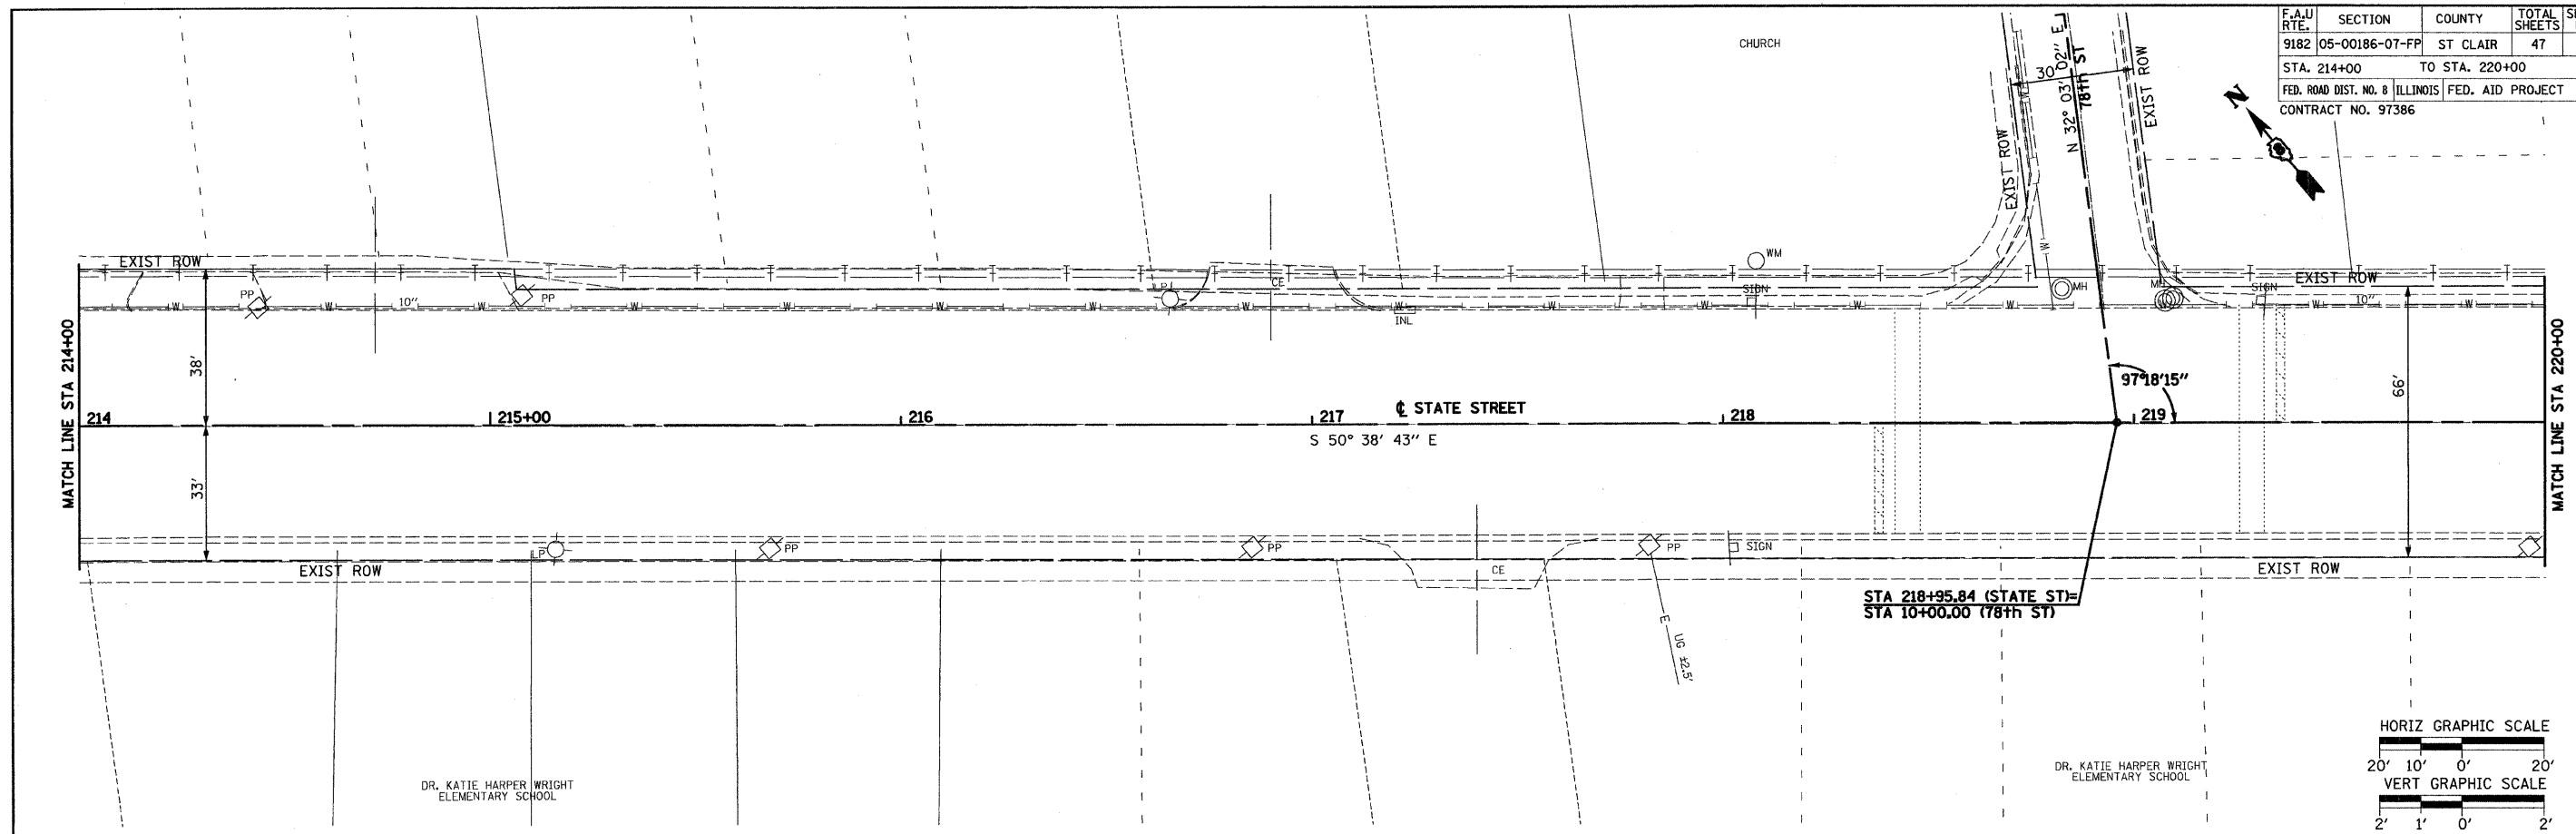 F.A.U RTE. SECTION COUNTY TOTAL SHEETS
9182 05-00186-07-FP ST CLAIR 47
STA. 214+00 TO STA. 220+00
FED. ROAD DIST. NO. 8 ILLINOIS FED. AID PROJECT
CONTRACT NO. 97386
N
CHURCH
30'
N 32° 03' 02" E
78th ST
EXIST ROW
EXIST ROW
W
EXIST ROW
PP
W
10"
PP
LP
CE
INL
WM
SIGN
MH
MH
SIGN
EXIST ROW
10"
MATCH LINE STA 214+00
38'
33'
214
215+00
216
217
℄ STATE STREET
218
219
S 50° 38' 43" E
97°18'15"
66'
MATCH LINE STA 220+00
LP
PP
PP
CE
PP
SIGN
EXIST ROW
EXIST ROW
E UG ±2.5'
STA 218+95.84 (STATE ST)=
STA 10+00.00 (78th ST)
DR. KATIE HARPER WRIGHT
ELEMENTARY SCHOOL
DR. KATIE HARPER WRIGHT
ELEMENTARY SCHOOL
HORIZ GRAPHIC SCALE
20' 10' 0' 20'
VERT GRAPHIC SCALE
2' 1' 0' 2'